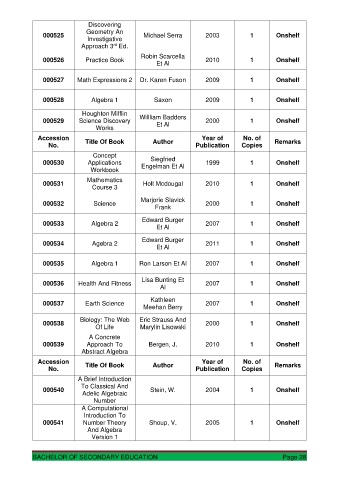 000525 Discovering Geometry An Investigative Approach 3rd Ed. Michael Serra 2003 1 Onshelf
000526 Practice Book Robin Scarcella Et Al 2010 1 Onshelf
000527 Math Expressions 2 Dr. Karen Fuson 2009 1 Onshelf
000528 Algebra 1 Saxon 2009 1 Onshelf
000529 Houghton Mifflin Science Discovery Works William Badders Et Al 2000 1 Onshelf
Accession No. Title Of Book Author Year of Publication No. of Copies Remarks
000530 Concept Applications Workbook Siegfried Engelman Et Al 1999 1 Onshelf
000531 Mathematics Course 3 Holt Mcdougal 2010 1 Onshelf
000532 Science Marjorie Slavick Frank 2000 1 Onshelf
000533 Algebra 2 Edward Burger Et Al 2007 1 Onshelf
000534 Agebra 2 Edward Burger Et Al 2011 1 Onshelf
000535 Algebra 1 Ron Larson Et Al 2007 1 Onshelf
000536 Health And Fitness Lisa Bunting Et Al 2007 1 Onshelf
000537 Earth Science Kathleen Meehan Berry 2007 1 Onshelf
000538 Biology: The Web Of Life Eric Strauss And Marylin Lisowski 2000 1 Onshelf
000539 A Concrete Approach To Abstract Algebra Bergen, J. 2010 1 Onshelf
Accession No. Title Of Book Author Year of Publication No. of Copies Remarks
000540 A Brief Introduction To Classical And Adelic Algebraic Number Stein, W. 2004 1 Onshelf
000541 A Computational Introduction To Number Theory And Algebra Version 1 Shoup, V. 2005 1 Onshelf
BACHELOR OF SECONDARY EDUCATION Page 28